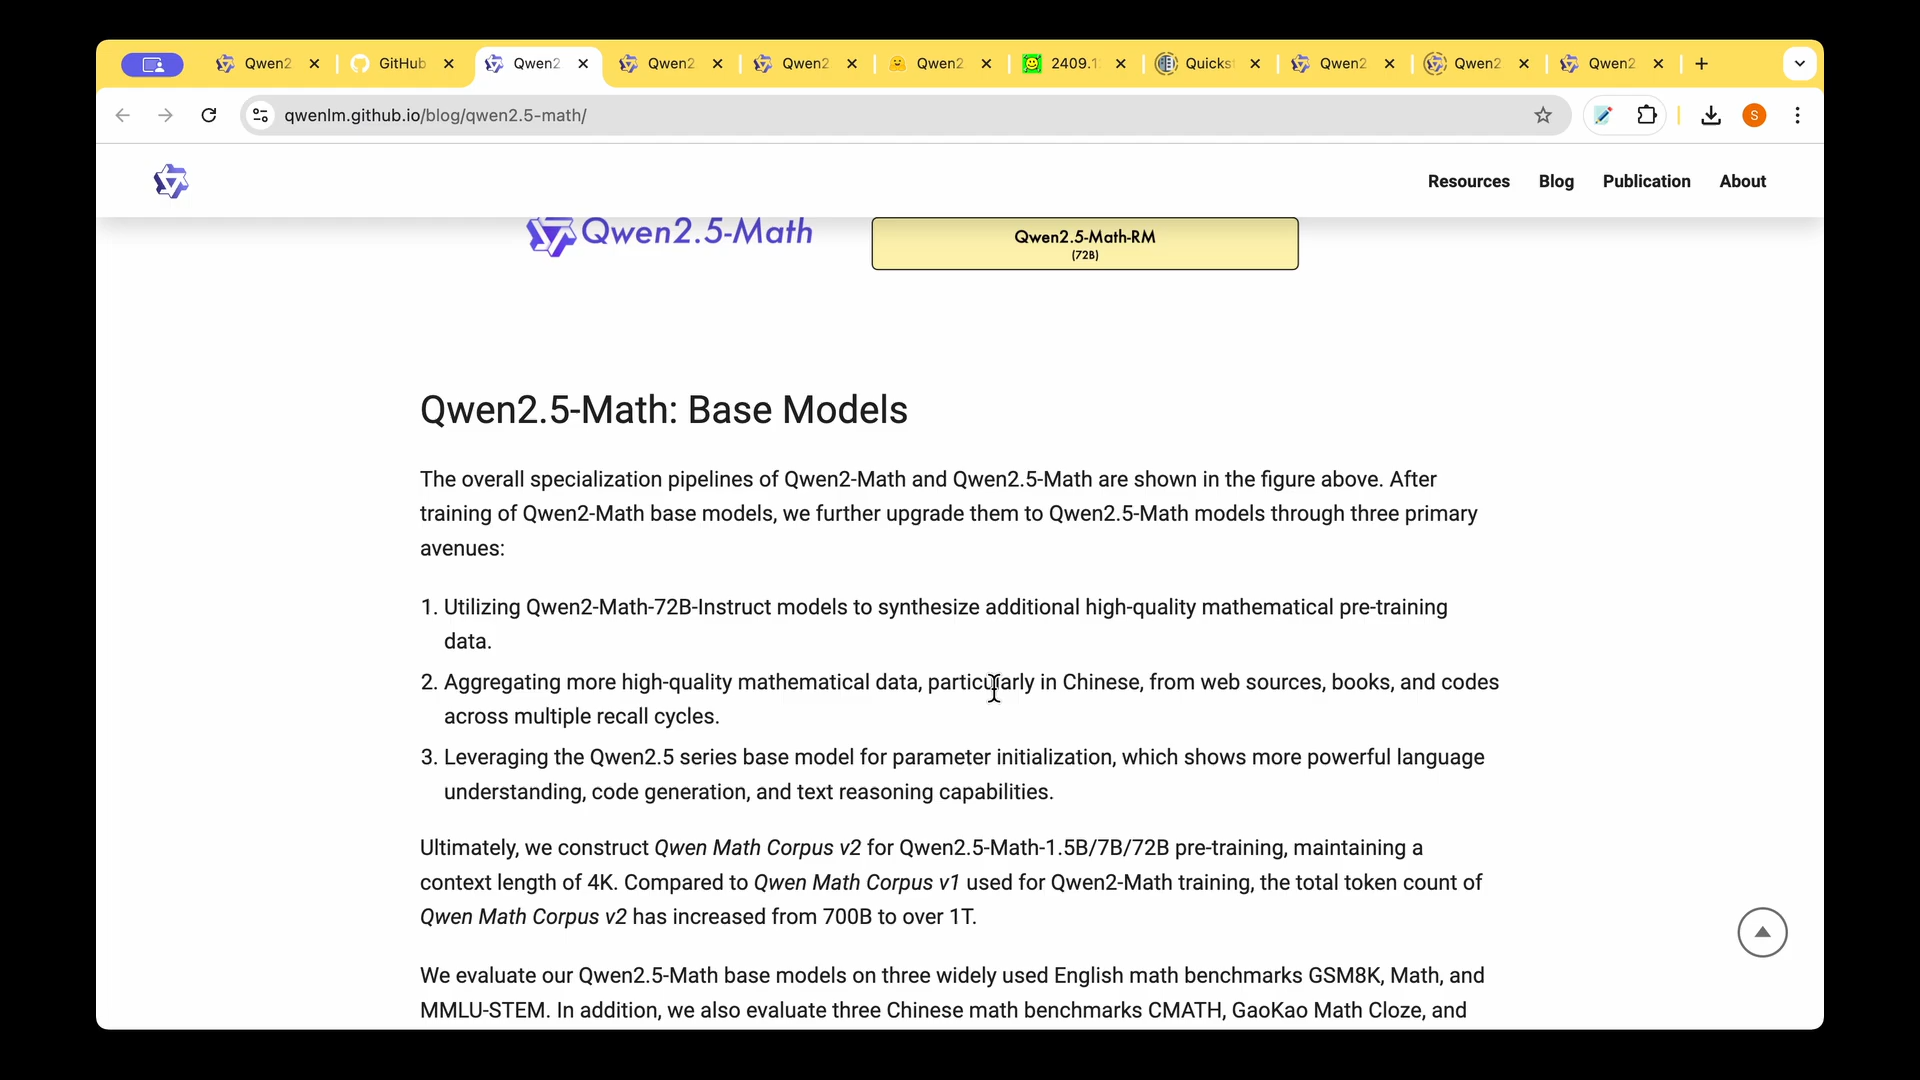 Qwen2
GitHub
Qwen2
Qwen2
Qwen2
Qwen2
2409.1
Quicks
Qwen2
Qwen2
Qwen2
qwenlm.github.io/blog/qwen2.5-math/
S
Resources
Blog
Publication
About
Qwen2.5-Math
Qwen2.5-Math-RM
(72B)
Qwen2.5-Math: Base Models
The overall specialization pipelines of Qwen2-Math and Qwen2.5-Math are shown in the figure above. After
training of Qwen2-Math base models, we further upgrade them to Qwen2.5-Math models through three primary
avenues:
1. Utilizing Qwen2-Math-72B-Instruct models to synthesize additional high-quality mathematical pre-training
data.
2. Aggregating more high-quality mathematical data, particularly in Chinese, from web sources, books, and codes
across multiple recall cycles.
3. Leveraging the Qwen2.5 series base model for parameter initialization, which shows more powerful language
understanding, code generation, and text reasoning capabilities.
Ultimately, we construct Qwen Math Corpus v2 for Qwen2.5-Math-1.5B/7B/72B pre-training, maintaining a
context length of 4K. Compared to Qwen Math Corpus v1 used for Qwen2-Math training, the total token count of
Qwen Math Corpus v2 has increased from 700B to over 1T.
We evaluate our Qwen2.5-Math base models on three widely used English math benchmarks GSM8K, Math, and
MMLU-STEM. In addition, we also evaluate three Chinese math benchmarks CMATH, GaoKao Math Cloze, and